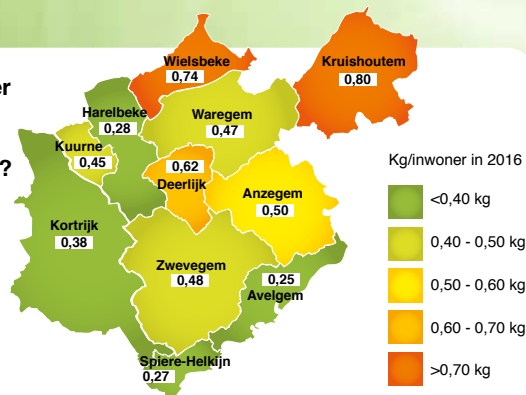 er
?
Wielsbeke
0,74
Kruishoutem
0,80
Harelbeke
0,28
Waregem
0,47
Kuurne
0,45
0,62
Deerlijk
Anzegem
0,50
Kortrijk
0,38
Zwevegem
0,48
0,25
Avelgem
Spiere-Helkijn
0,27
Kg/inwoner in 2016
<0,40 kg
0,40 - 0,50 kg
0,50 - 0,60 kg
0,60 - 0,70 kg
>0,70 kg